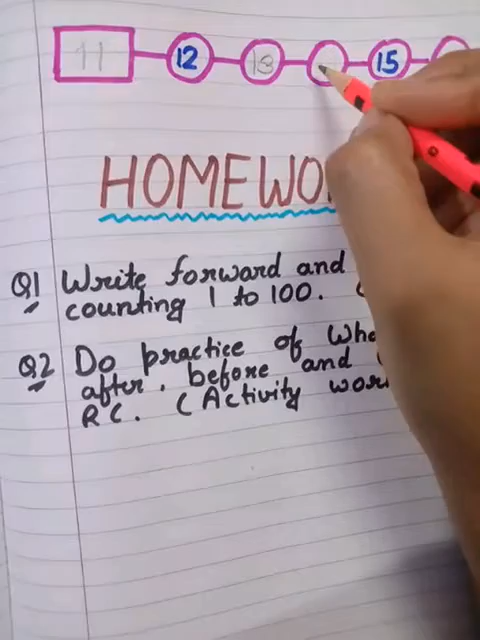 11 12 13 15
HOMEWO
Q1 Write forward and
counting 1 to 100.
Q2 Do practice of Wha
after, before and
RC. (Activity wor